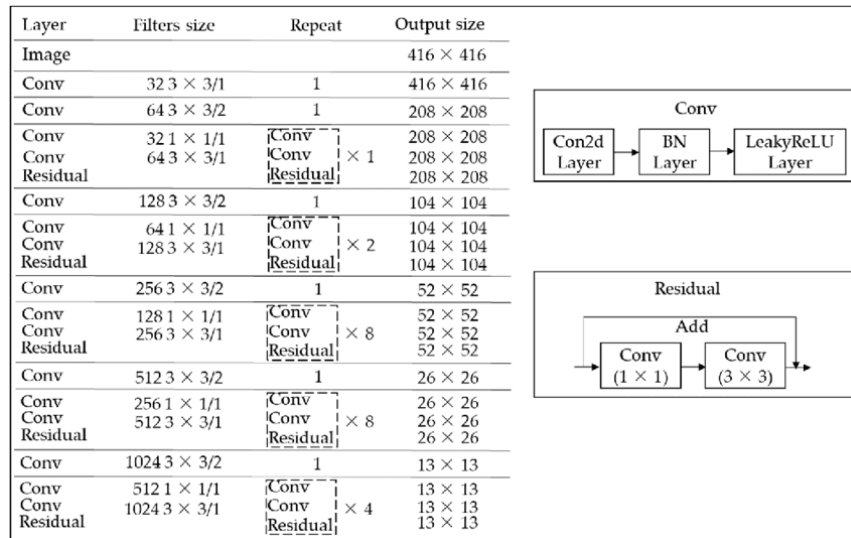 Layer Filters size Repeat Output size
Image 416 × 416
Conv 32 3 × 3/1 1 416 × 416
Conv 64 3 × 3/2 1 208 × 208
Conv 32 1 × 1/1 Conv 208 × 208
Conv 64 3 × 3/1 Conv × 1 208 × 208
Residual Residual 208 × 208
Conv 128 3 × 3/2 1 104 × 104
Conv 64 1 × 1/1 Conv 104 × 104
Conv 128 3 × 3/1 Conv × 2 104 × 104
Residual Residual 104 × 104
Conv 256 3 × 3/2 1 52 × 52
Conv 128 1 × 1/1 Conv 52 × 52
Conv 256 3 × 3/1 Conv × 8 52 × 52
Residual Residual 52 × 52
Conv 512 3 × 3/2 1 26 × 26
Conv 256 1 × 1/1 Conv 26 × 26
Conv 512 3 × 3/1 Conv × 8 26 × 26
Residual Residual 26 × 26
Conv 1024 3 × 3/2 1 13 × 13
Conv 512 1 × 1/1 Conv 13 × 13
Conv 1024 3 × 3/1 Conv × 4 13 × 13
Residual Residual 13 × 13
Conv
Con2d BN LeakyReLU
Layer Layer Layer
Residual
Add
Conv Conv
(1 × 1) (3 × 3)